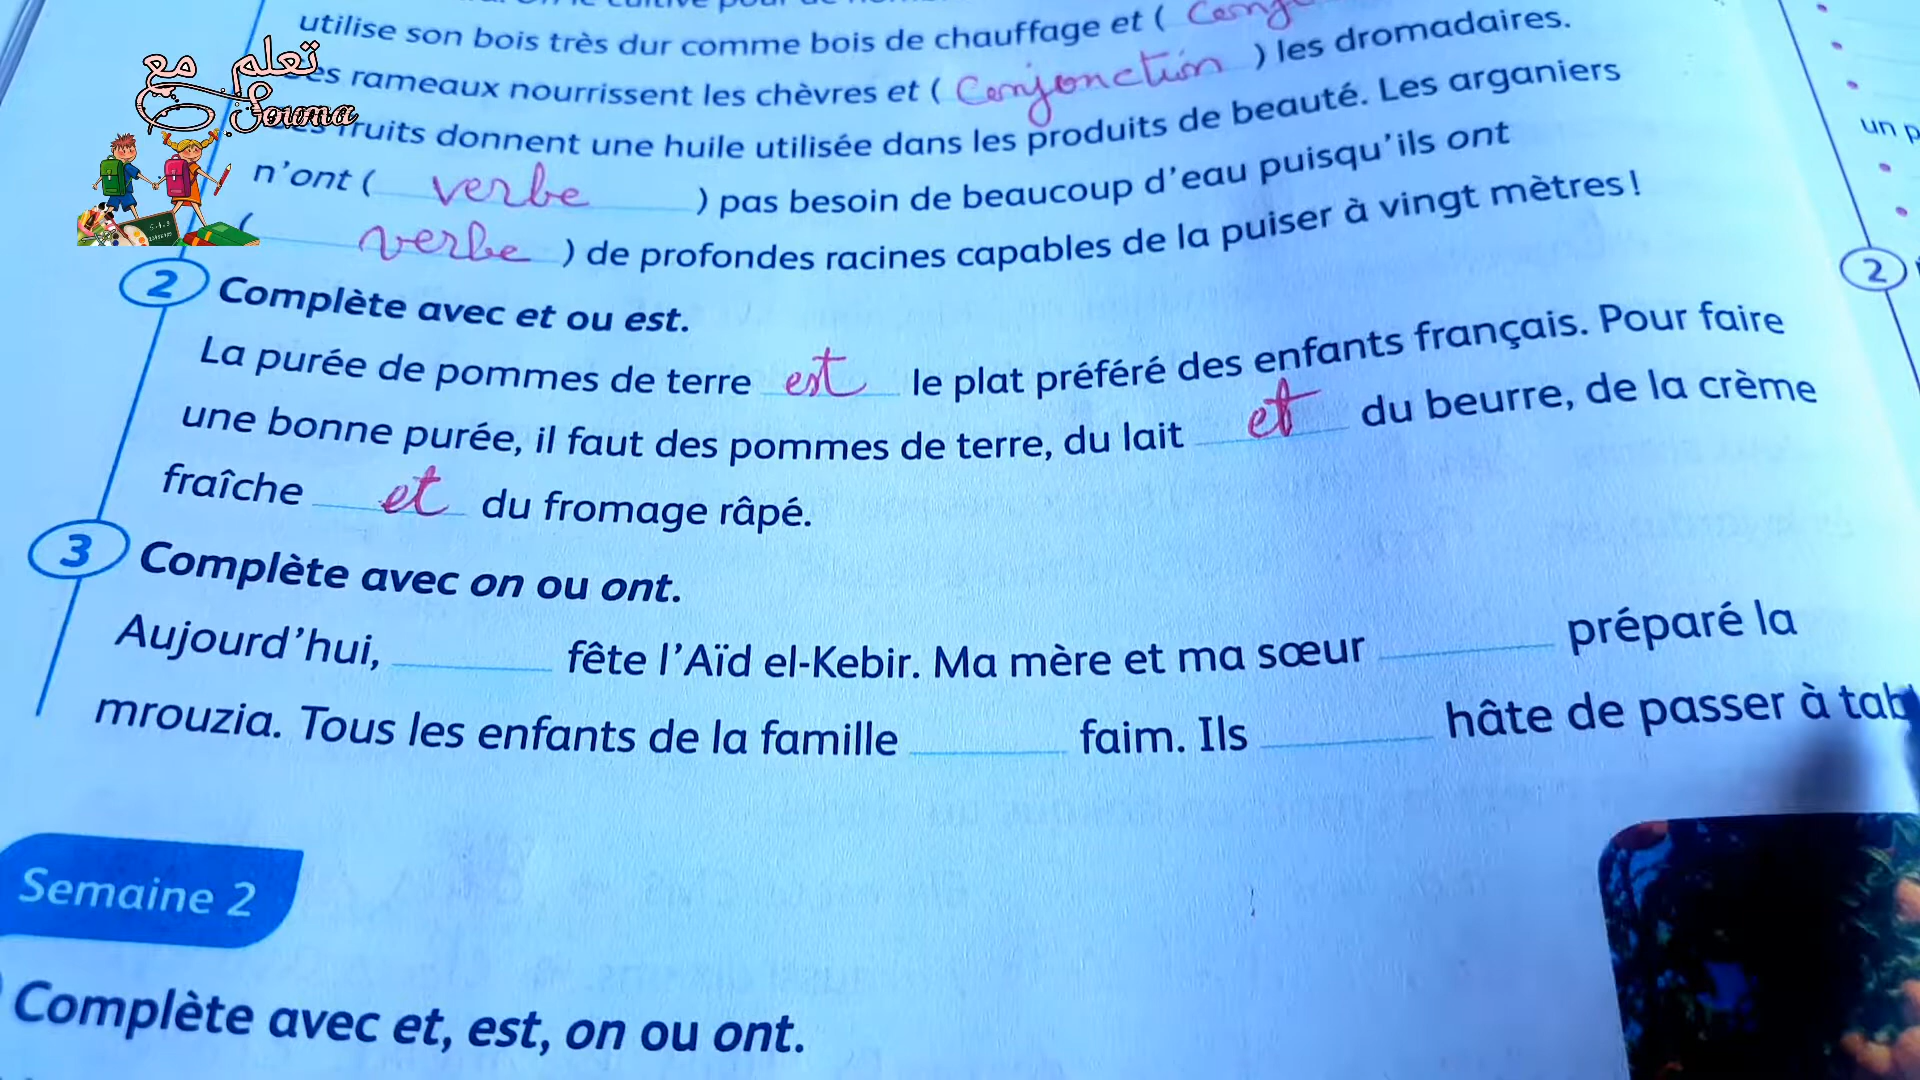 utilise son bois très dur comme bois de chauffage et (
es rameaux nourrissent les chèvres et ( Conjonction ) les dromadaires.
fruits donnent une huile utilisée dans les produits de beauté. Les arganiers
n'ont ( verbe ) pas besoin de beaucoup d'eau puisqu'ils ont
( verbe ) de profondes racines capables de la puiser à vingt mètres !
تعلم مع
Sowma
2 Complète avec et ou est.
La purée de pommes de terre est le plat préféré des enfants français. Pour faire
une bonne purée, il faut des pommes de terre, du lait et du beurre, de la crème
fraîche et du fromage râpé.
3 Complète avec on ou ont.
Aujourd'hui, ______ fête l'Aïd el-Kebir. Ma mère et ma sœur ______ préparé la
mrouzia. Tous les enfants de la famille ______ faim. Ils ______ hâte de passer à tab
Semaine 2
Complète avec et, est, on ou ont.
un p
2